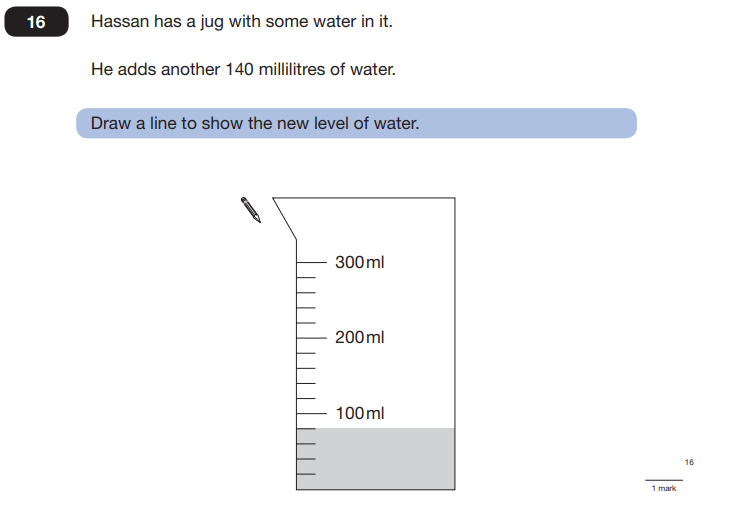 16
Hassan has a jug with some water in it.
He adds another 140 millilitres of water.
Draw a line to show the new level of water.
300ml
200ml
100ml
16
1 mark